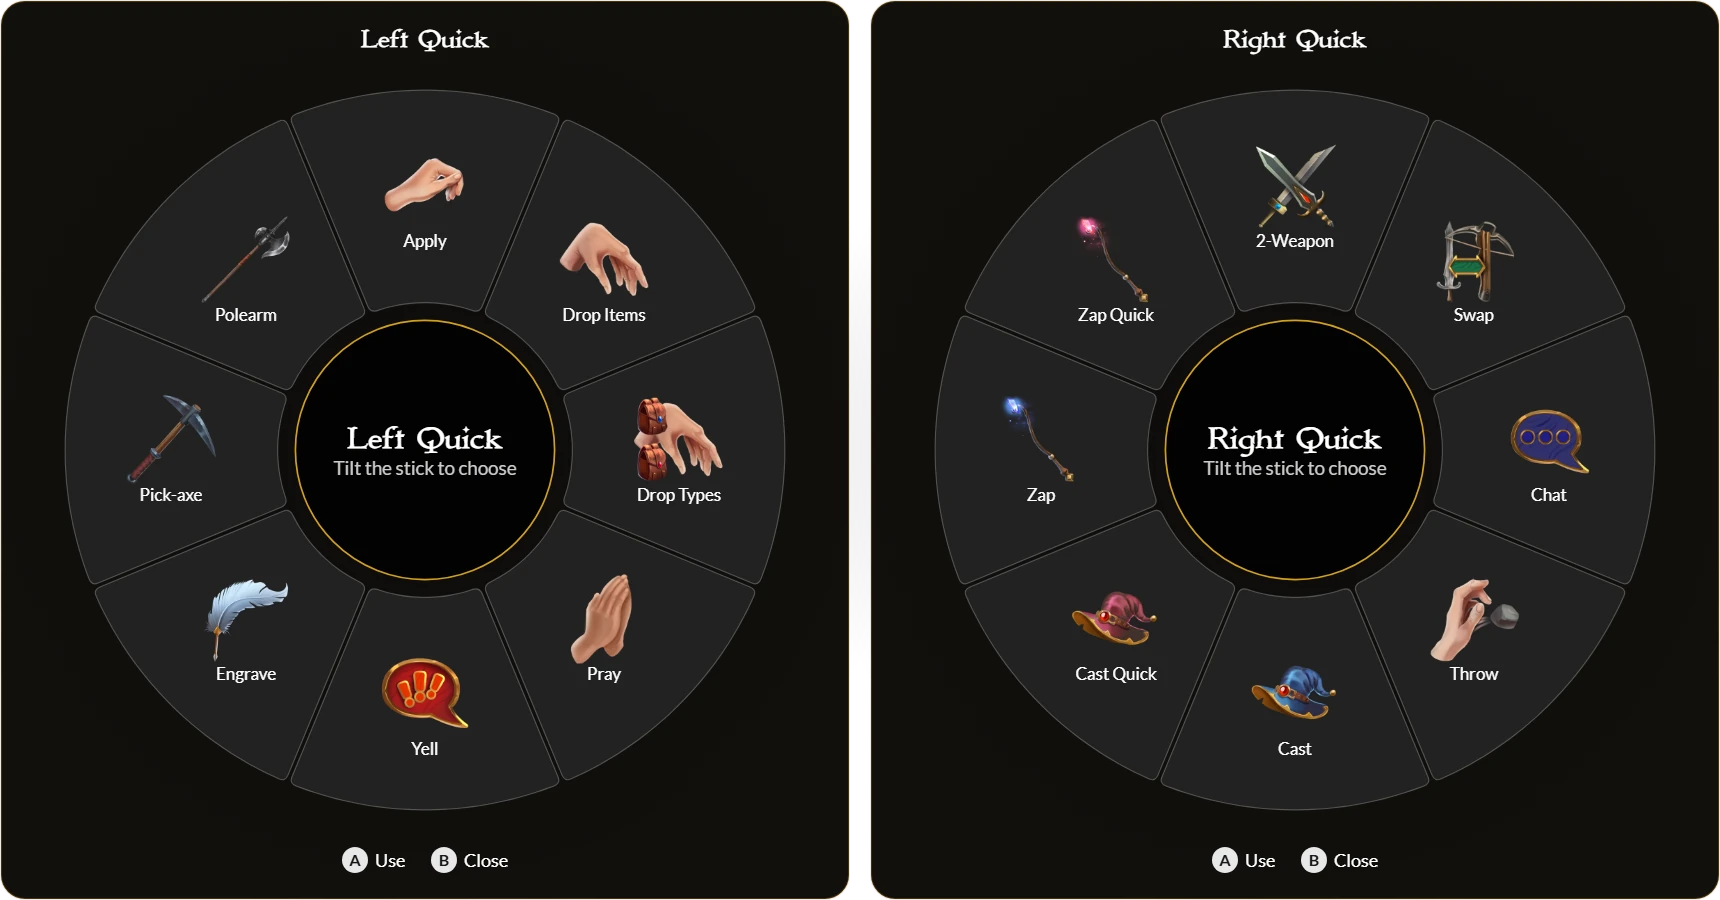 Left Quick
Apply
Polearm
Drop Items
Pick-axe
Left Quick
Tilt the stick to choose
Drop Types
Engrave
Pray
Yell
A Use B Close
Right Quick
2-Weapon
Zap Quick
Swap
Zap
Right Quick
Tilt the stick to choose
Chat
Cast Quick
Throw
Cast
A Use B Close